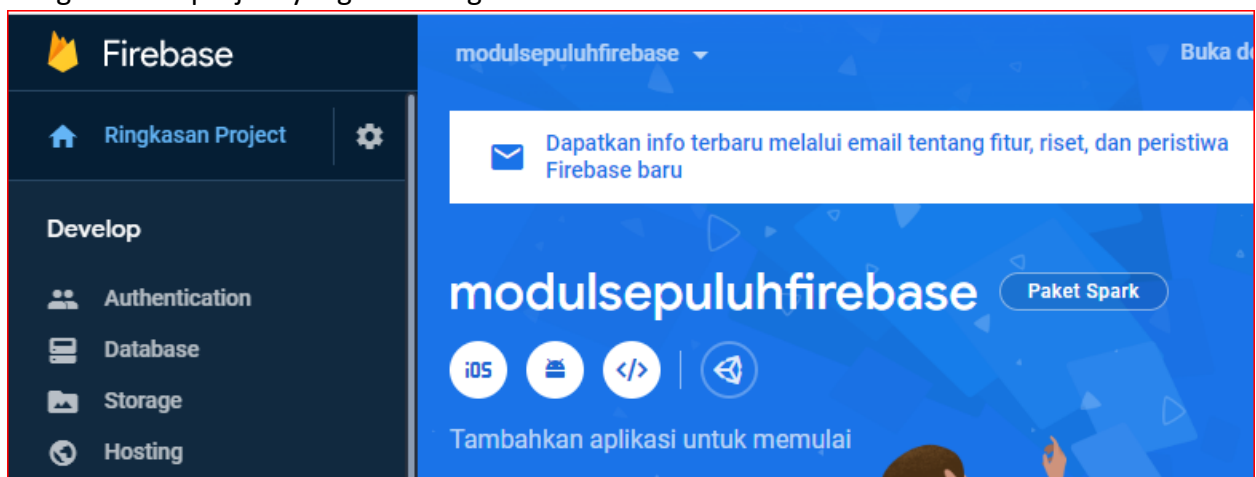 Firebase
modulsepuluhfirebase
Buka
Ringkasan Project
Dapatkan info terbaru melalui email tentang fitur, riset, dan peristiwa
Firebase baru
Develop
Authentication
Database
Storage
Hosting
modulsepuluhfirebase
Paket Spark
iOS
</>
Tambahkan aplikasi untuk memulai